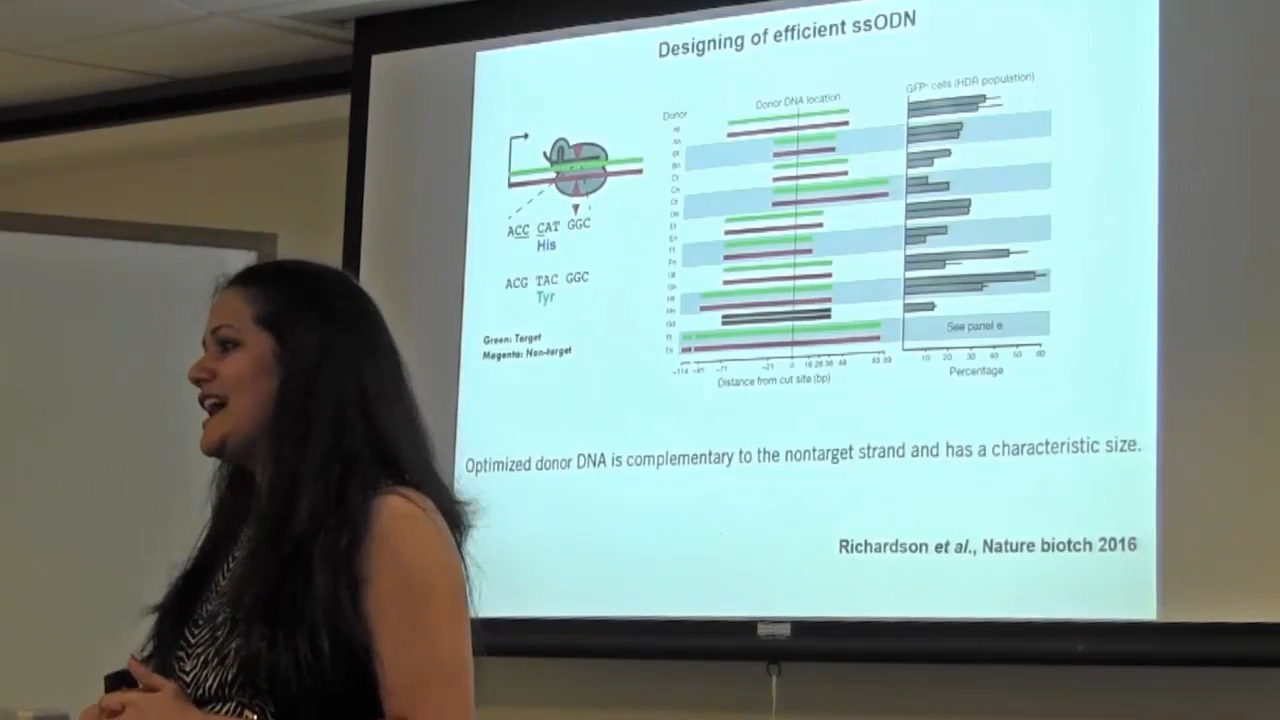 Designing of efficient ssODN
Donor
Donor DNA location
GFP⁺ cells (HDR population)
ACC CAT GGC
His
ACG TAC GGC
Tyr
Green: Target
Magenta: Non-target
See panel e
-71
-21
0
10 20 30 40 50 60
Distance from cut site (bp)
Percentage
Optimized donor DNA is complementary to the nontarget strand and has a characteristic size.
Richardson et al., Nature biotch 2016